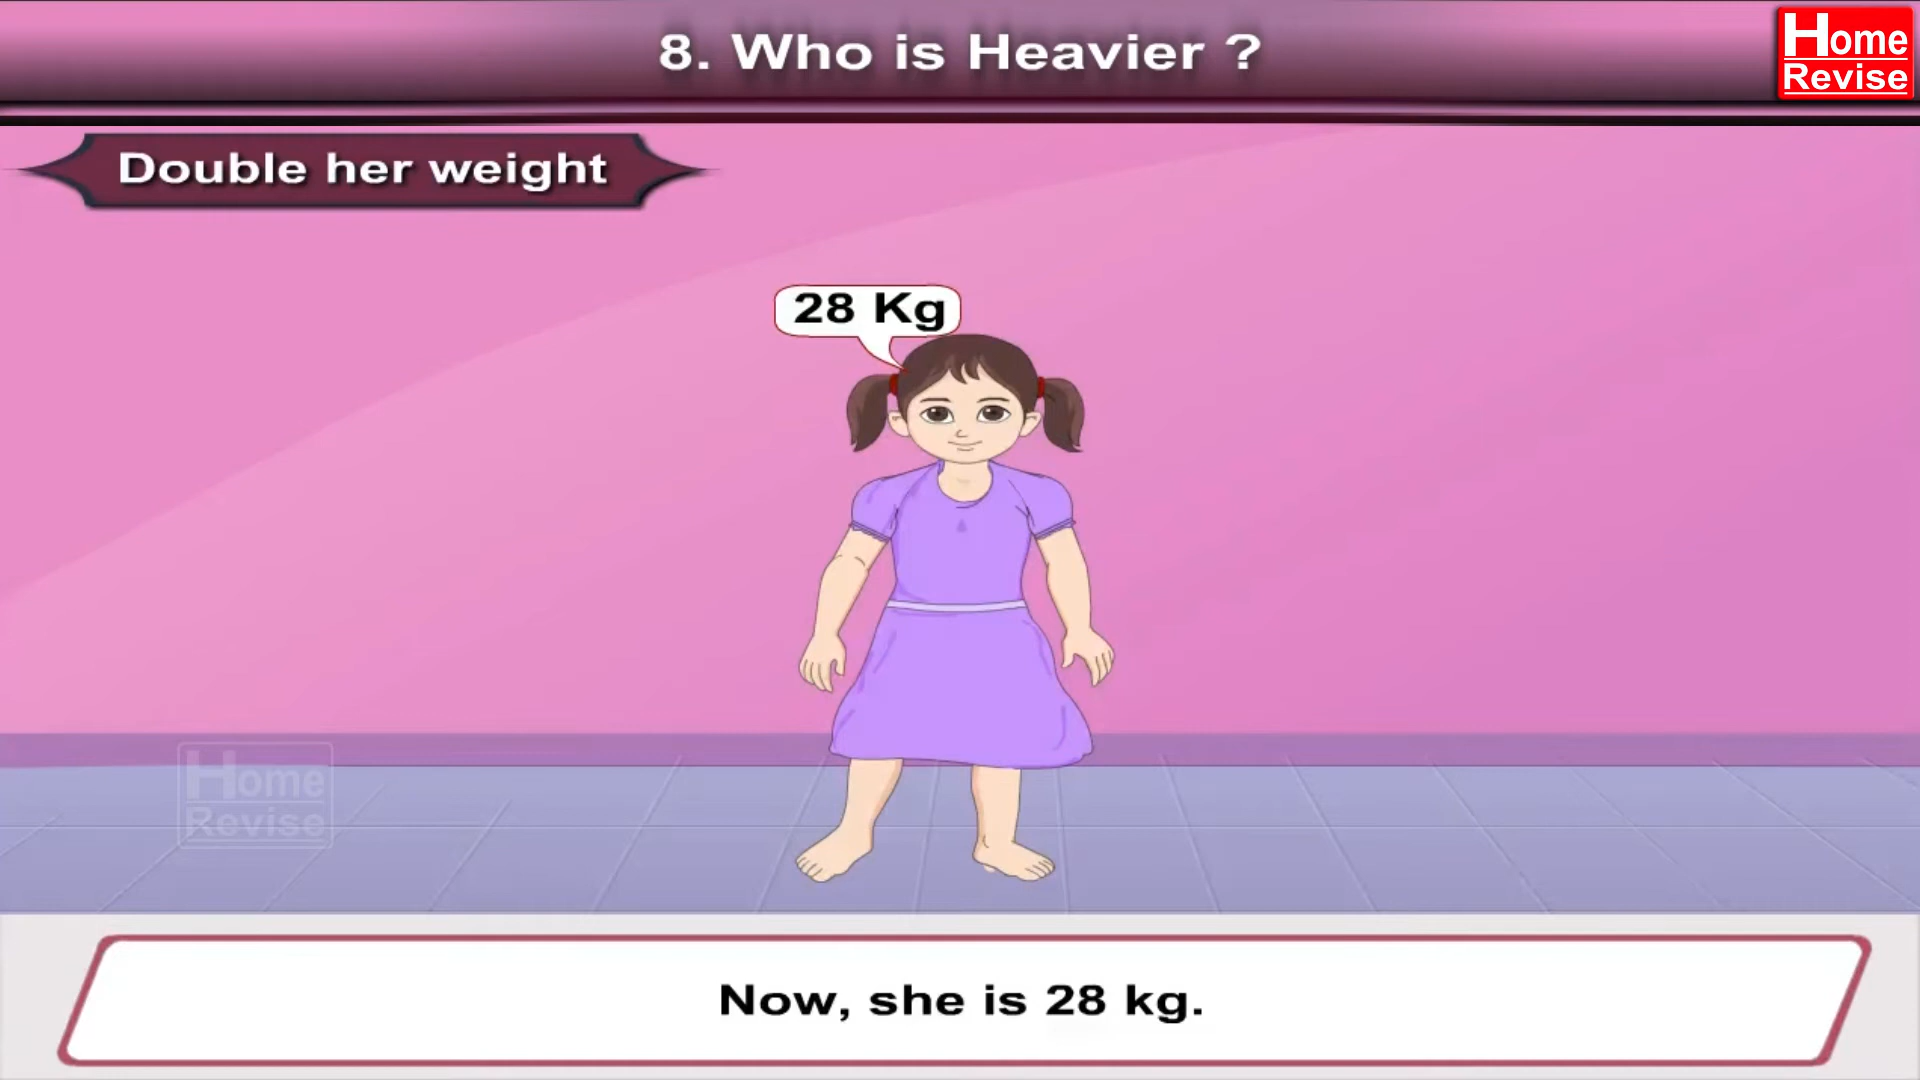 8. Who is Heavier ?
Home
Revise
Double her weight
28 Kg
Home
Revise
Now, she is 28 kg.